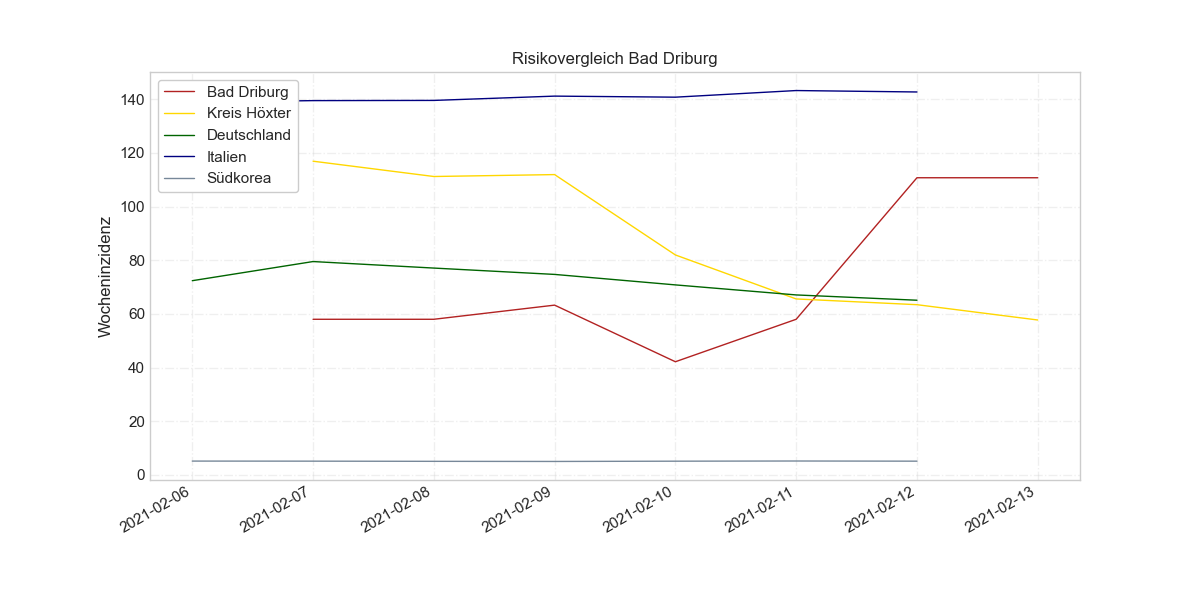 Risikovergleich Bad Driburg
Bad Driburg
Kreis Höxter
Deutschland
Italien
Südkorea
Wocheninzidenz
140
120
100
80
60
40
20
0
2021-02-06
2021-02-07
2021-02-08
2021-02-09
2021-02-10
2021-02-11
2021-02-12
2021-02-13